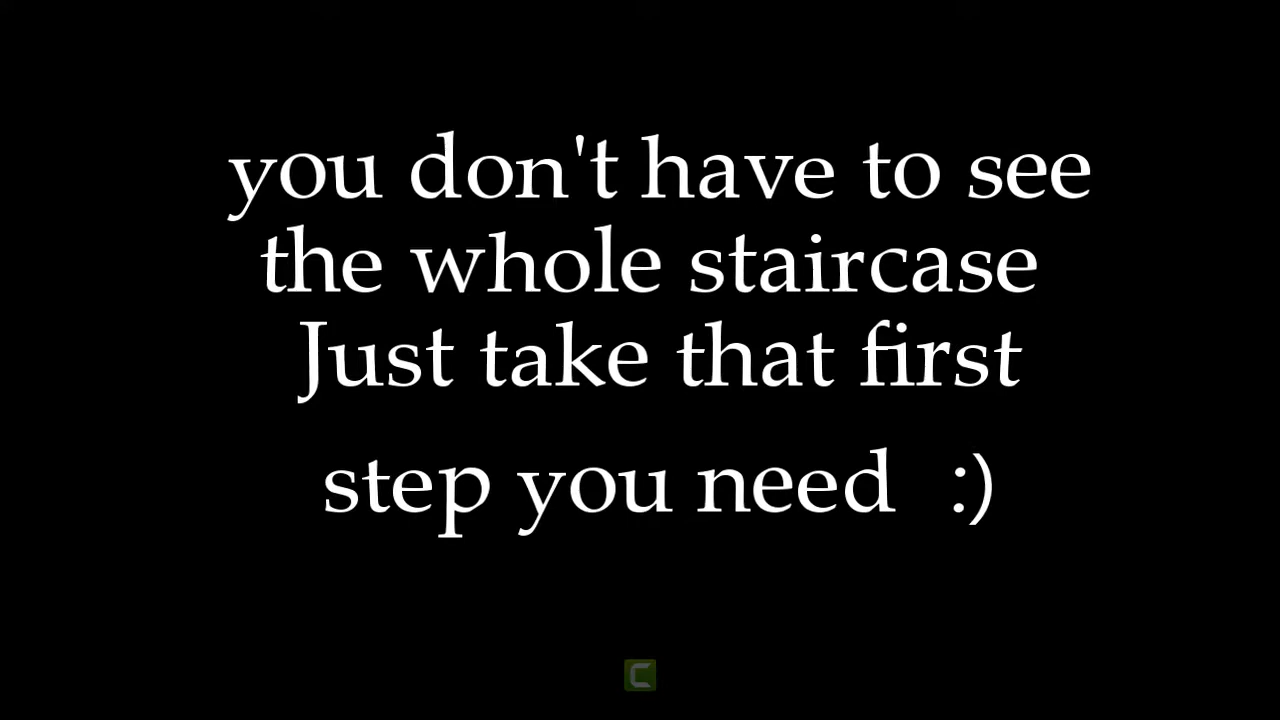 you don't have to see
the whole staircase
Just take that first
step you need :)
C